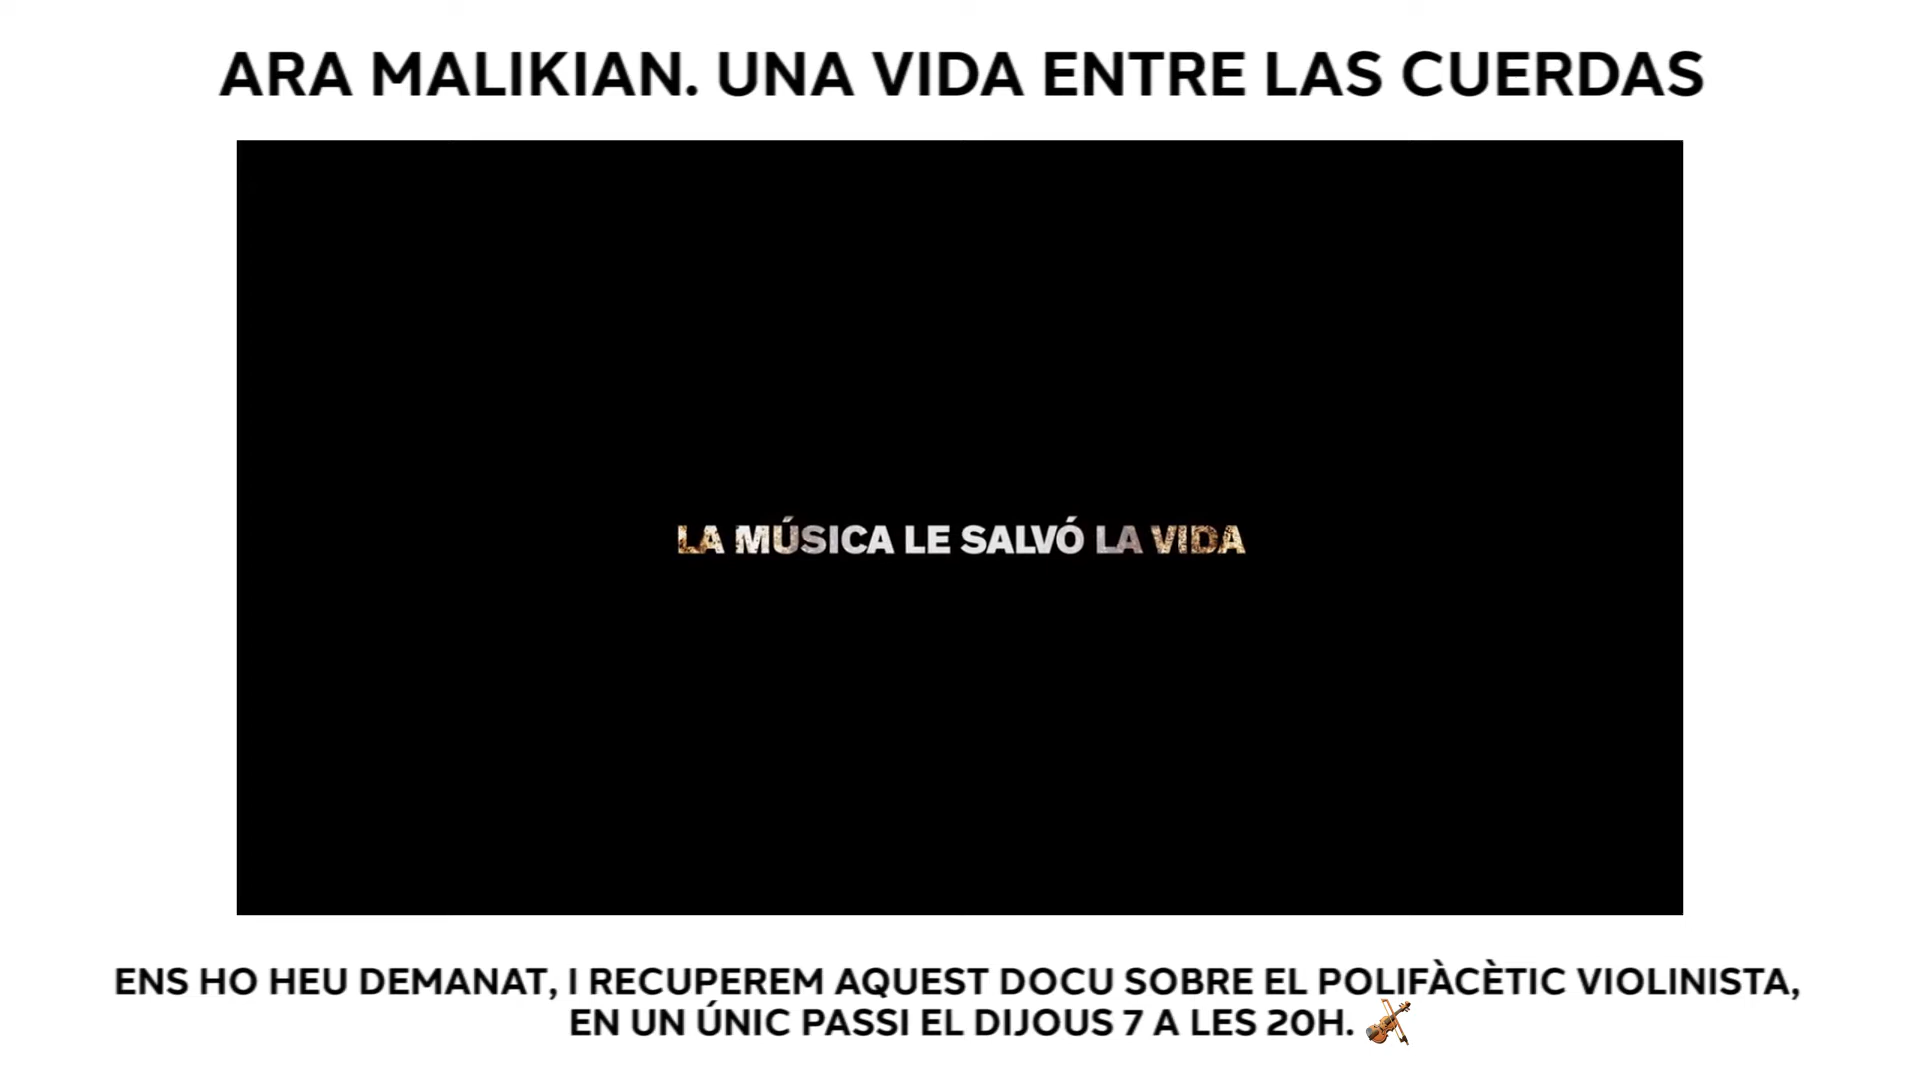 ARA MALIKIAN. UNA VIDA ENTRE LAS CUERDAS
LA MÚSICA LE SALVÓ LA VIDA
ENS HO HEU DEMANAT, I RECUPEREM AQUEST DOCU SOBRE EL POLIFÀCÈTIC VIOLINISTA,
EN UN ÚNIC PASSI EL DIJOUS 7 A LES 20H. 🎻